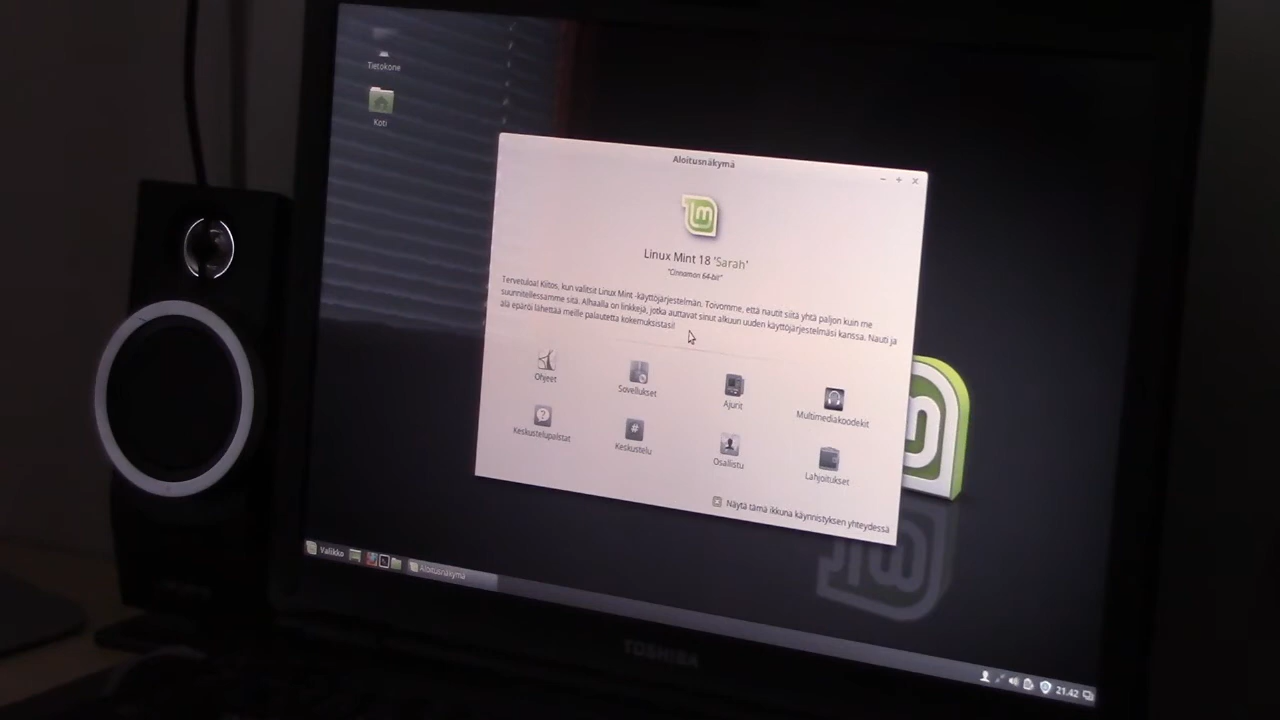 Tietokone
Koti
Aloitusnäkymä
Linux Mint 18 'Sarah'
"Cinnamon 64-bit"
Tervetuloa! Kiitos, kun valitsit Linux Mint -käyttöjärjestelmän. Toivomme, että nautit siitä yhtä paljon kuin me
suunnitellessamme sitä. Alhaalla on linkkejä, jotka auttavat sinut alkuun uuden käyttöjärjestelmäsi kanssa. Nauti ja
älä epäröi lähettää meille palautetta kokemuksistasi!
Ohjeet
Sovellukset
Ajurit
Multimediakoodekit
Keskustelupalstat
Keskustelu
Osallistu
Lahjoitukset
Näytä tämä ikkuna käynnistyksen yhteydessä
Valikko
Aloitusnäkymä
21.42
TOSHIBA